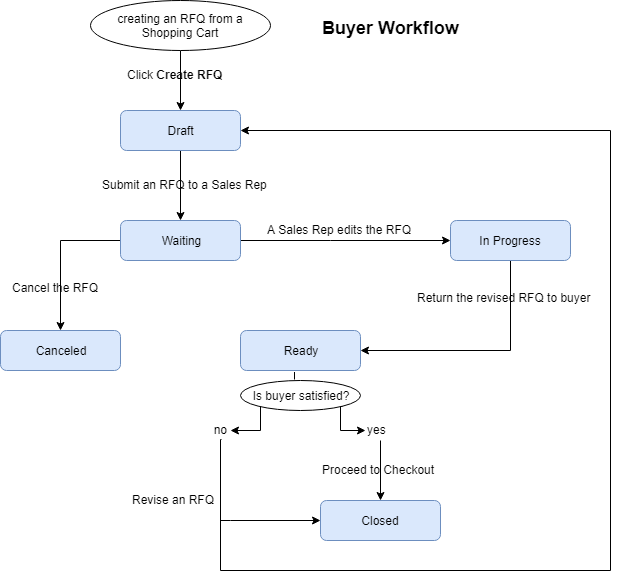 creating an RFQ from a
Shopping Cart
Buyer Workflow
Click Create RFQ
Draft
Submit an RFQ to a Sales Rep
Waiting
A Sales Rep edits the RFQ
In Progress
Cancel the RFQ
Return the revised RFQ to buyer
Canceled
Ready
Is buyer satisfied?
no
yes
Proceed to Checkout
Revise an RFQ
Closed